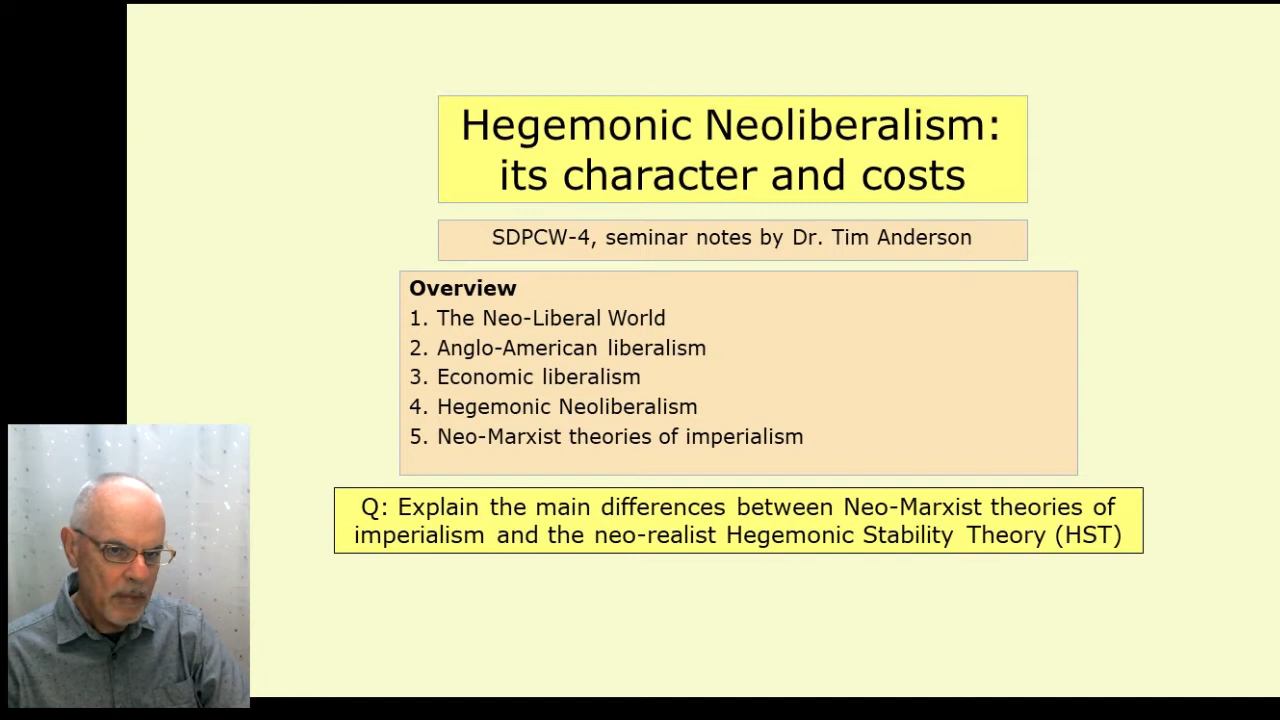 Hegemonic Neoliberalism:
its character and costs
SDPCW-4, seminar notes by Dr. Tim Anderson
Overview
1. The Neo-Liberal World
2. Anglo-American liberalism
3. Economic liberalism
4. Hegemonic Neoliberalism
5. Neo-Marxist theories of imperialism
Q: Explain the main differences between Neo-Marxist theories of
imperialism and the neo-realist Hegemonic Stability Theory (HST)